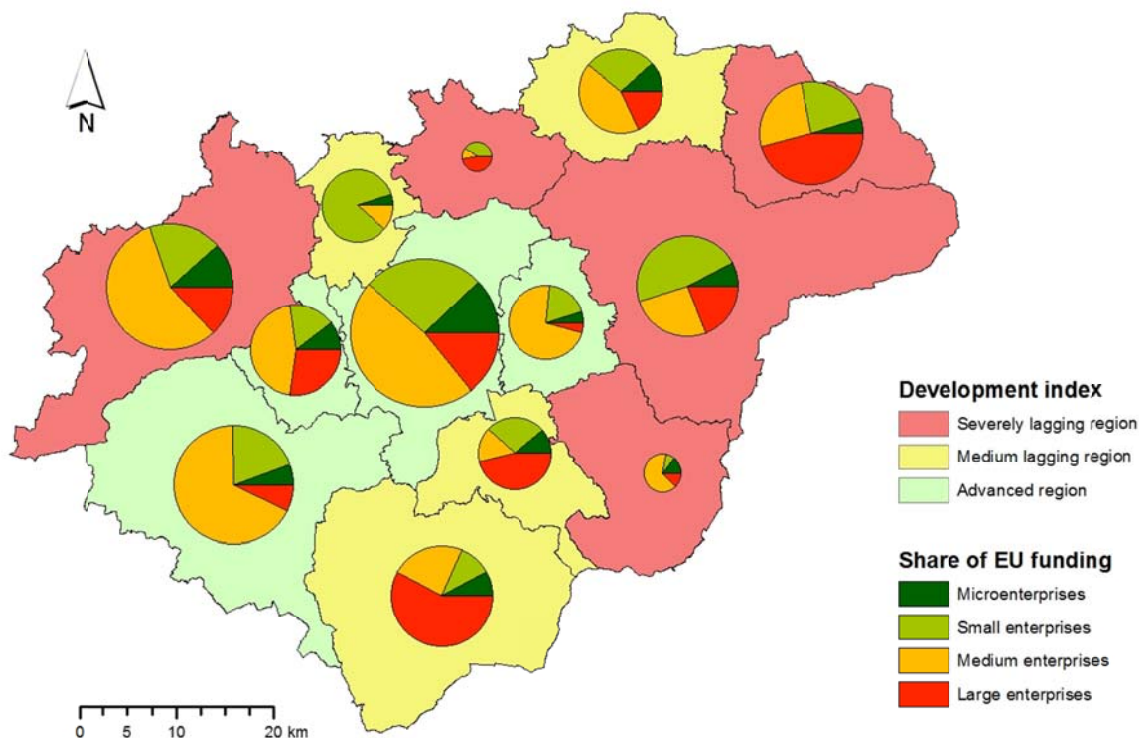 N
Development index
Severely lagging region
Medium lagging region
Advanced region
Share of EU funding
Microenterprises
Small enterprises
Medium enterprises
Large enterprises
0 5 10 20 km